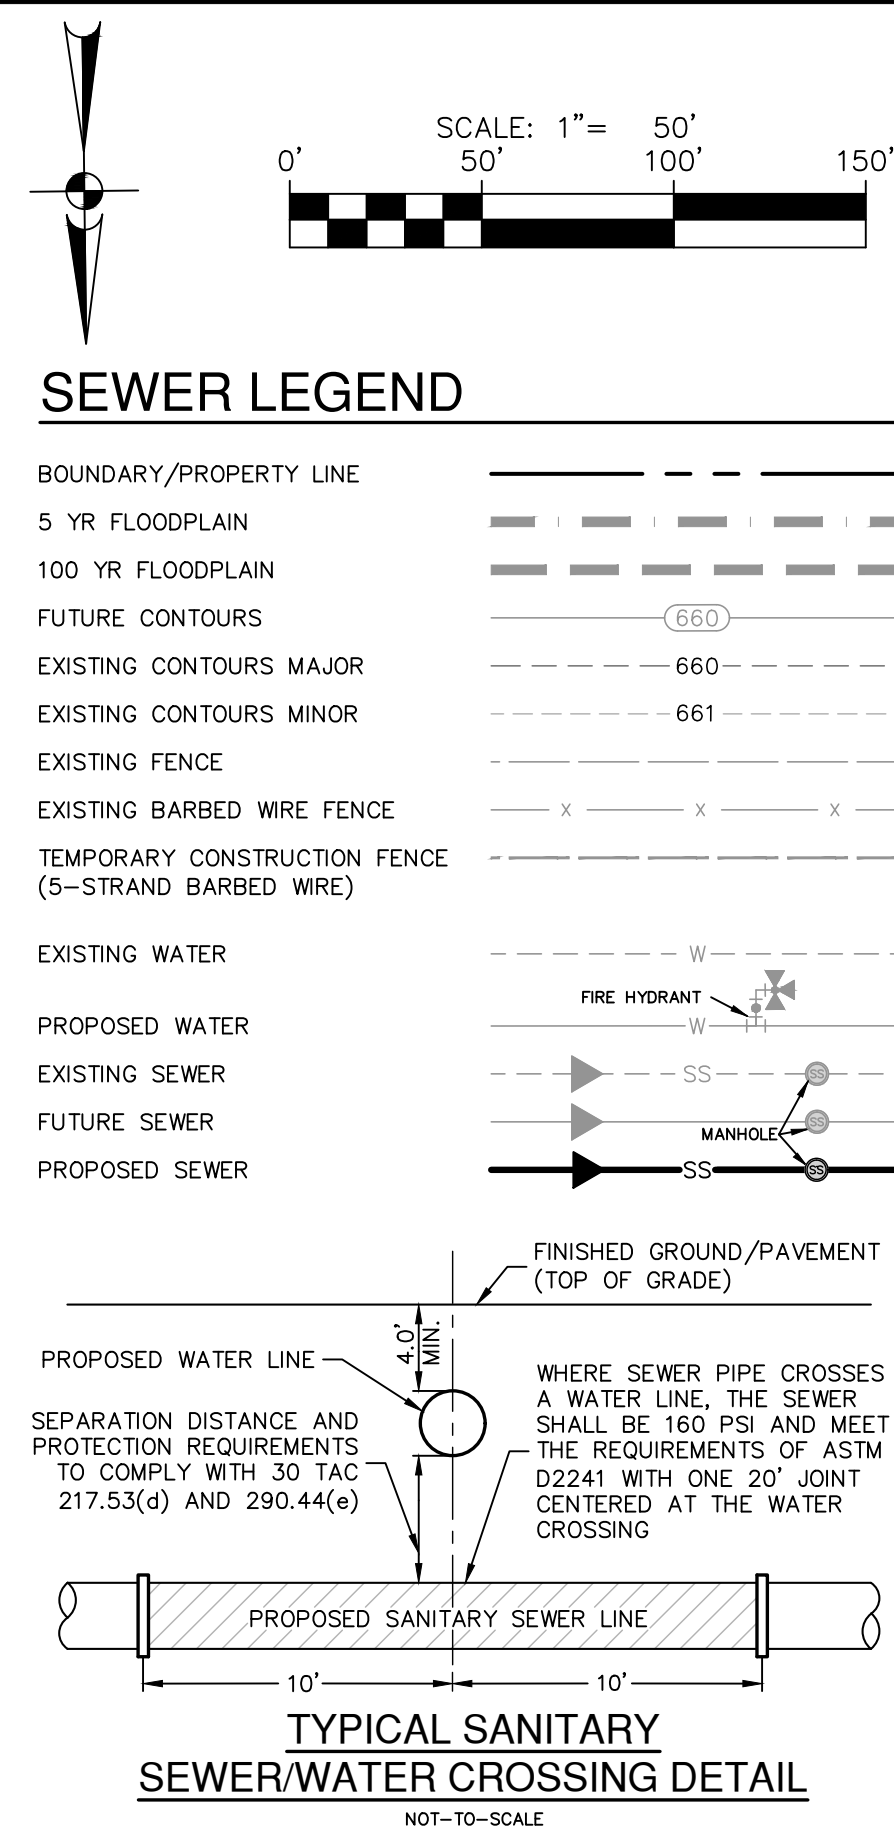 SCALE: 1"= 50'
0' 50' 100' 150'
SEWER LEGEND
BOUNDARY/PROPERTY LINE
5 YR FLOODPLAIN
100 YR FLOODPLAIN
FUTURE CONTOURS 660
EXISTING CONTOURS MAJOR 660
EXISTING CONTOURS MINOR 661
EXISTING FENCE
EXISTING BARBED WIRE FENCE X X X
TEMPORARY CONSTRUCTION FENCE
(5-STRAND BARBED WIRE)
EXISTING WATER W
FIRE HYDRANT
PROPOSED WATER W
EXISTING SEWER SS SS
FUTURE SEWER SS
MANHOLE
PROPOSED SEWER SS SS
FINISHED GROUND/PAVEMENT
(TOP OF GRADE)
4.0'
MIN.
PROPOSED WATER LINE
SEPARATION DISTANCE AND
PROTECTION REQUIREMENTS
TO COMPLY WITH 30 TAC
217.53(d) AND 290.44(e)
WHERE SEWER PIPE CROSSES
A WATER LINE, THE SEWER
SHALL BE 160 PSI AND MEET
THE REQUIREMENTS OF ASTM
D2241 WITH ONE 20' JOINT
CENTERED AT THE WATER
CROSSING
PROPOSED SANITARY SEWER LINE
10' 10'
TYPICAL SANITARY
SEWER/WATER CROSSING DETAIL
NOT-TO-SCALE